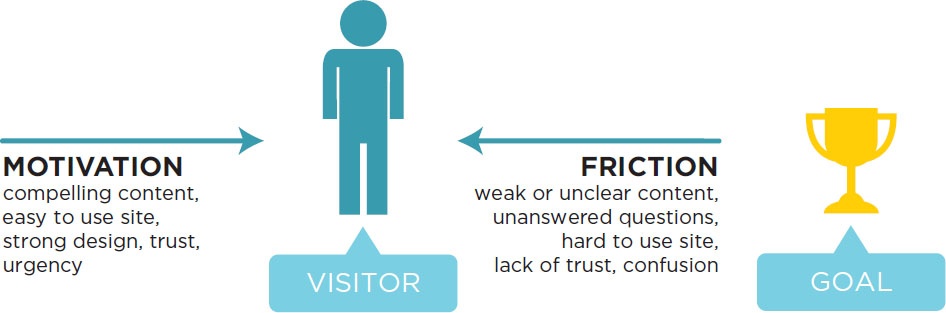 MOTIVATION
compelling content,
easy to use site,
strong design, trust,
urgency
VISITOR
FRICTION
weak or unclear content,
unanswered questions,
hard to use site,
lack of trust, confusion
GOAL